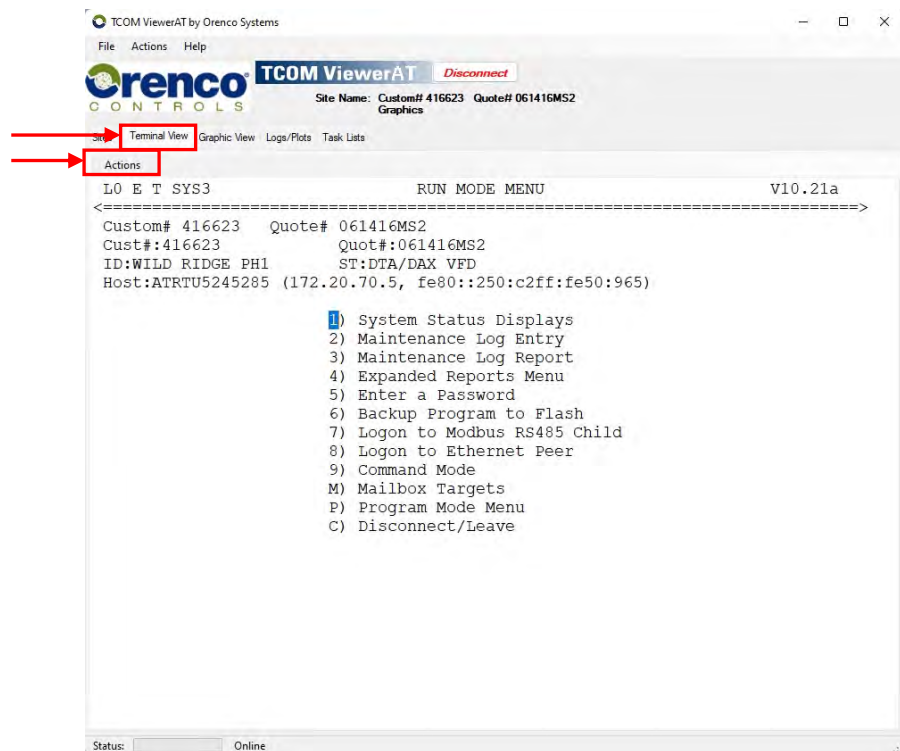 TCOM ViewerAT by Orenco Systems
File Actions Help
Orenco
CONTROLS
TCOM ViewerAT
Disconnect
Site Name: Custom# 416623 Quote# 061416MS2
Graphics
Terminal View Graphic View Logs/Plots Task Lists
Actions
L0 E T SYS3 RUN MODE MENU V10.21a
<============================================================================>
Custom# 416623 Quote# 061416MS2
Cust#:416623 Quot#:061416MS2
ID:WILD RIDGE PH1 ST:DTA/DAX VFD
Host:ATRTU5245285 (172.20.70.5, fe80::250:c2ff:fe50:965)
1) System Status Displays
2) Maintenance Log Entry
3) Maintenance Log Report
4) Expanded Reports Menu
5) Enter a Password
6) Backup Program to Flash
7) Logon to Modbus RS485 Child
8) Logon to Ethernet Peer
9) Command Mode
M) Mailbox Targets
P) Program Mode Menu
C) Disconnect/Leave
Status: Online